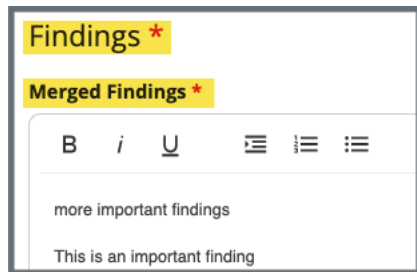 Findings *
Merged Findings *
B i U
more important findings
This is an important finding